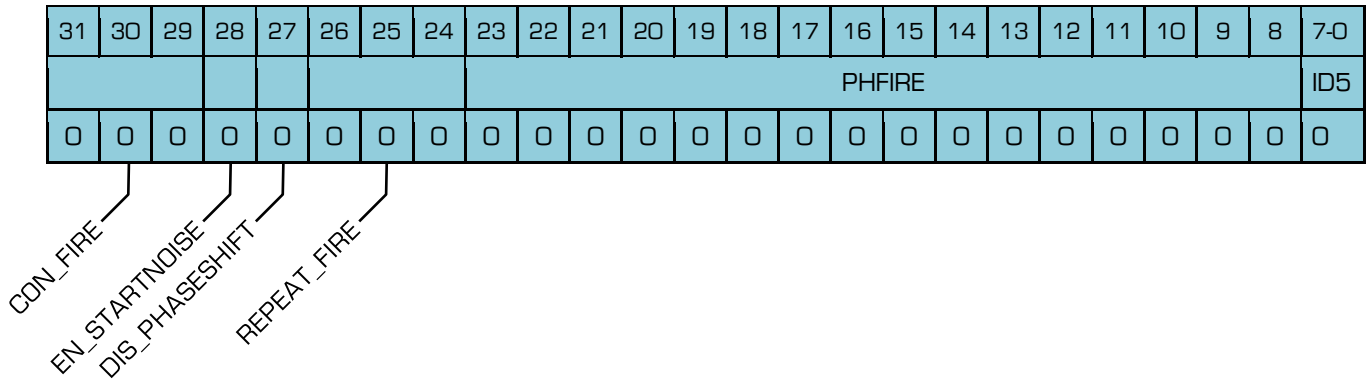 31 30 29 28 27 26 25 24 23 22 21 20 19 18 17 16 15 14 13 12 11 10 9 8 7-0
PHFIRE ID5
0 0 0 0 0 0 0 0 0 0 0 0 0 0 0 0 0 0 0 0 0 0 0 0 0
CON_FIRE
EN_STARTNOISE
DIS_PHASESHIFT
REPEAT_FIRE